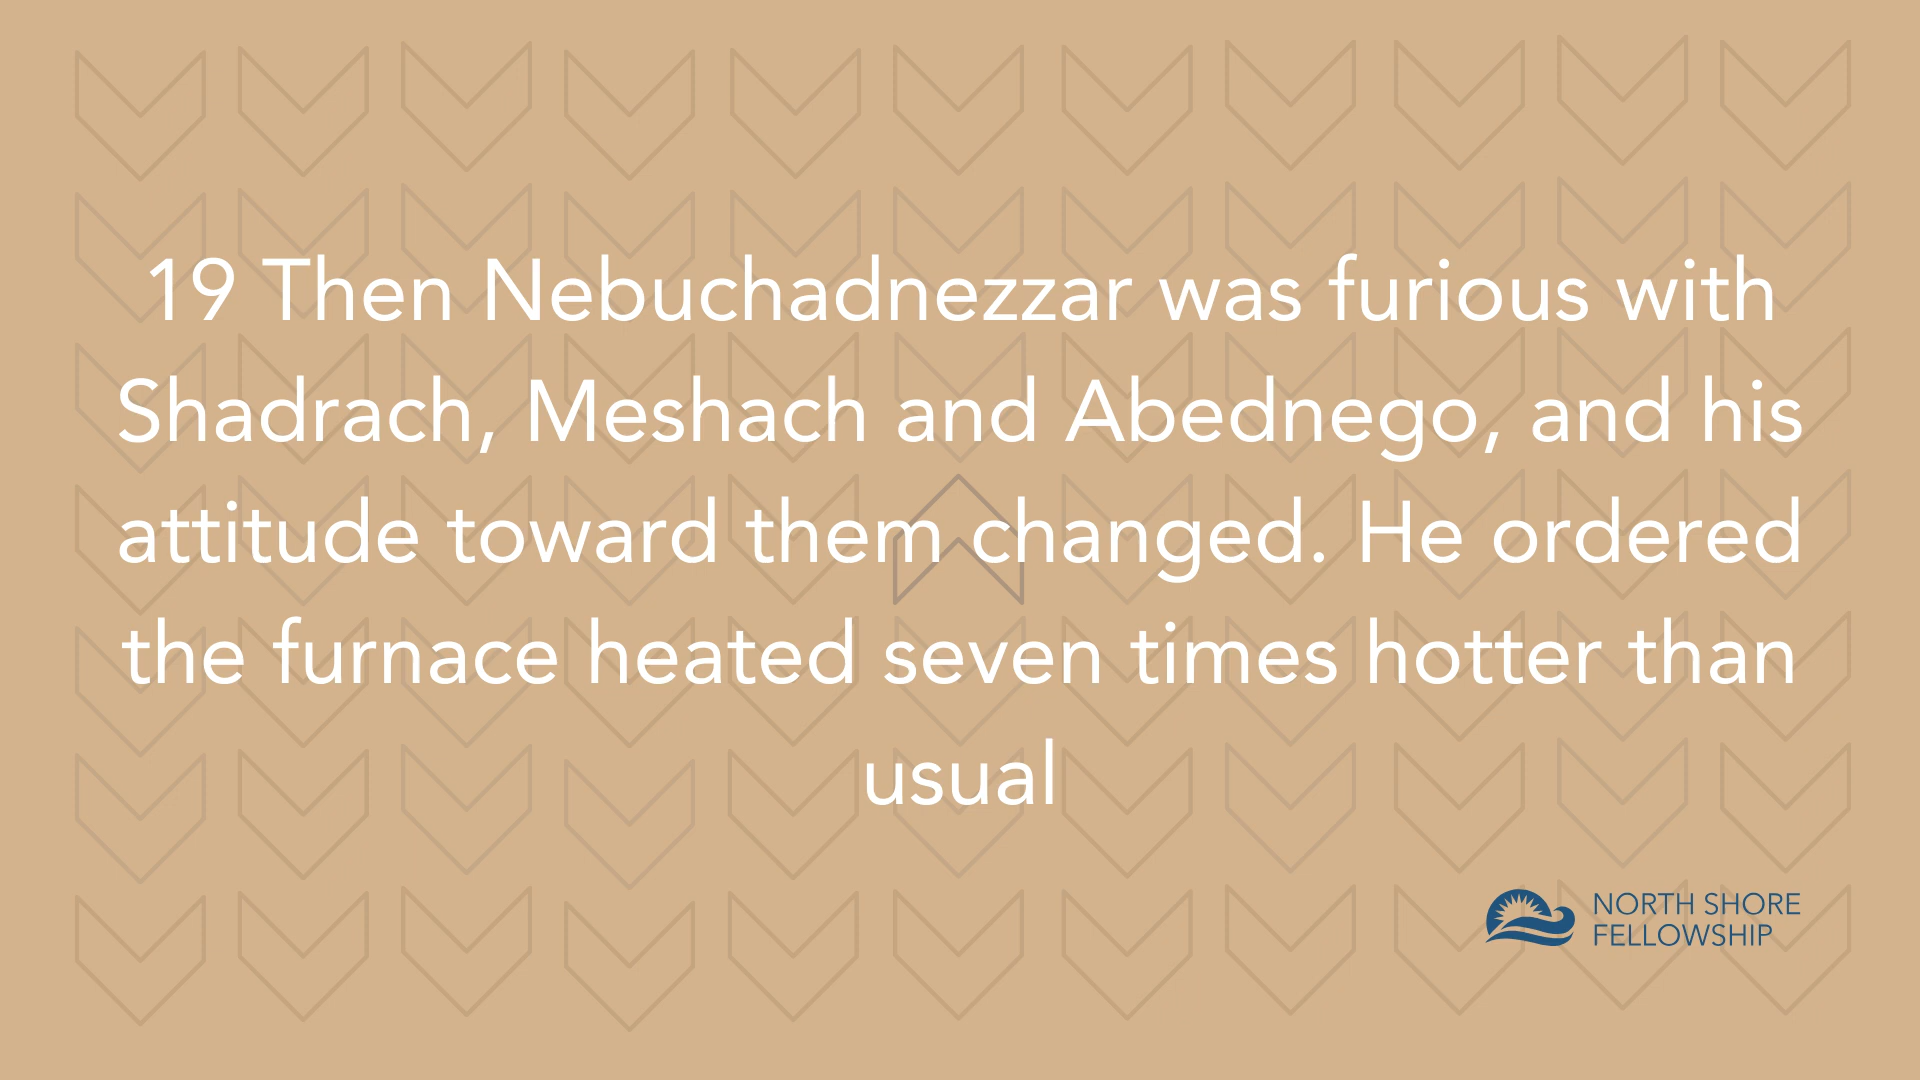 19 Then Nebuchadnezzar was furious with
Shadrach, Meshach and Abednego, and his
attitude toward them changed. He ordered
the furnace heated seven times hotter than
usual
NORTH SHORE
FELLOWSHIP